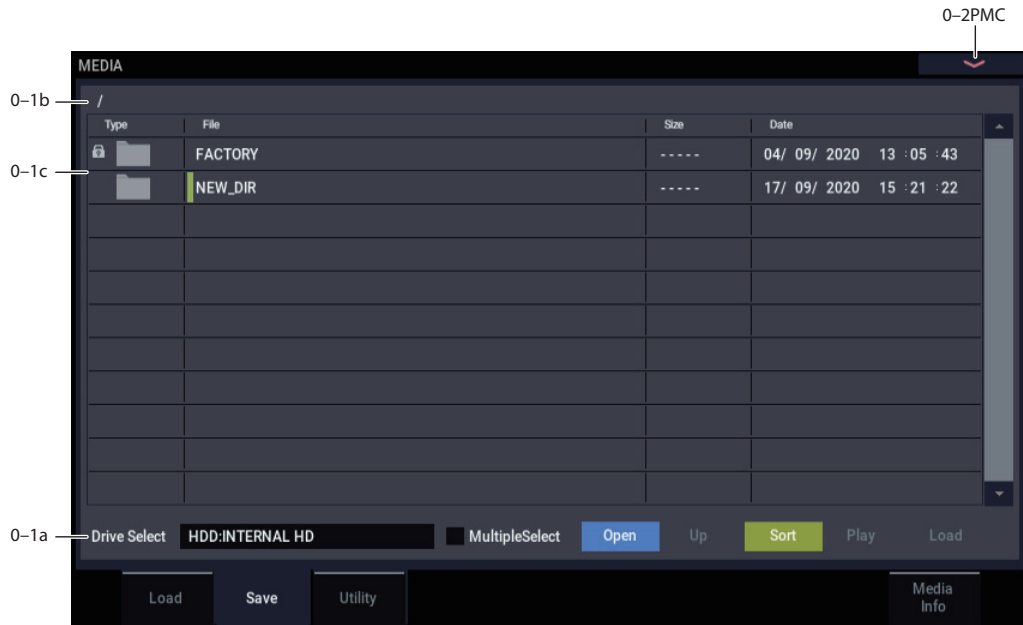 0–2PMC
MEDIA
0–1b
/
Type File Size Date
FACTORY ----- 04/ 09/ 2020 13 :05 :43
0–1c
NEW_DIR ----- 17/ 09/ 2020 15 :21 :22
0–1a
Drive Select HDD:INTERNAL HD MultipleSelect Open Up Sort Play Load
Load Save Utility Media
Info